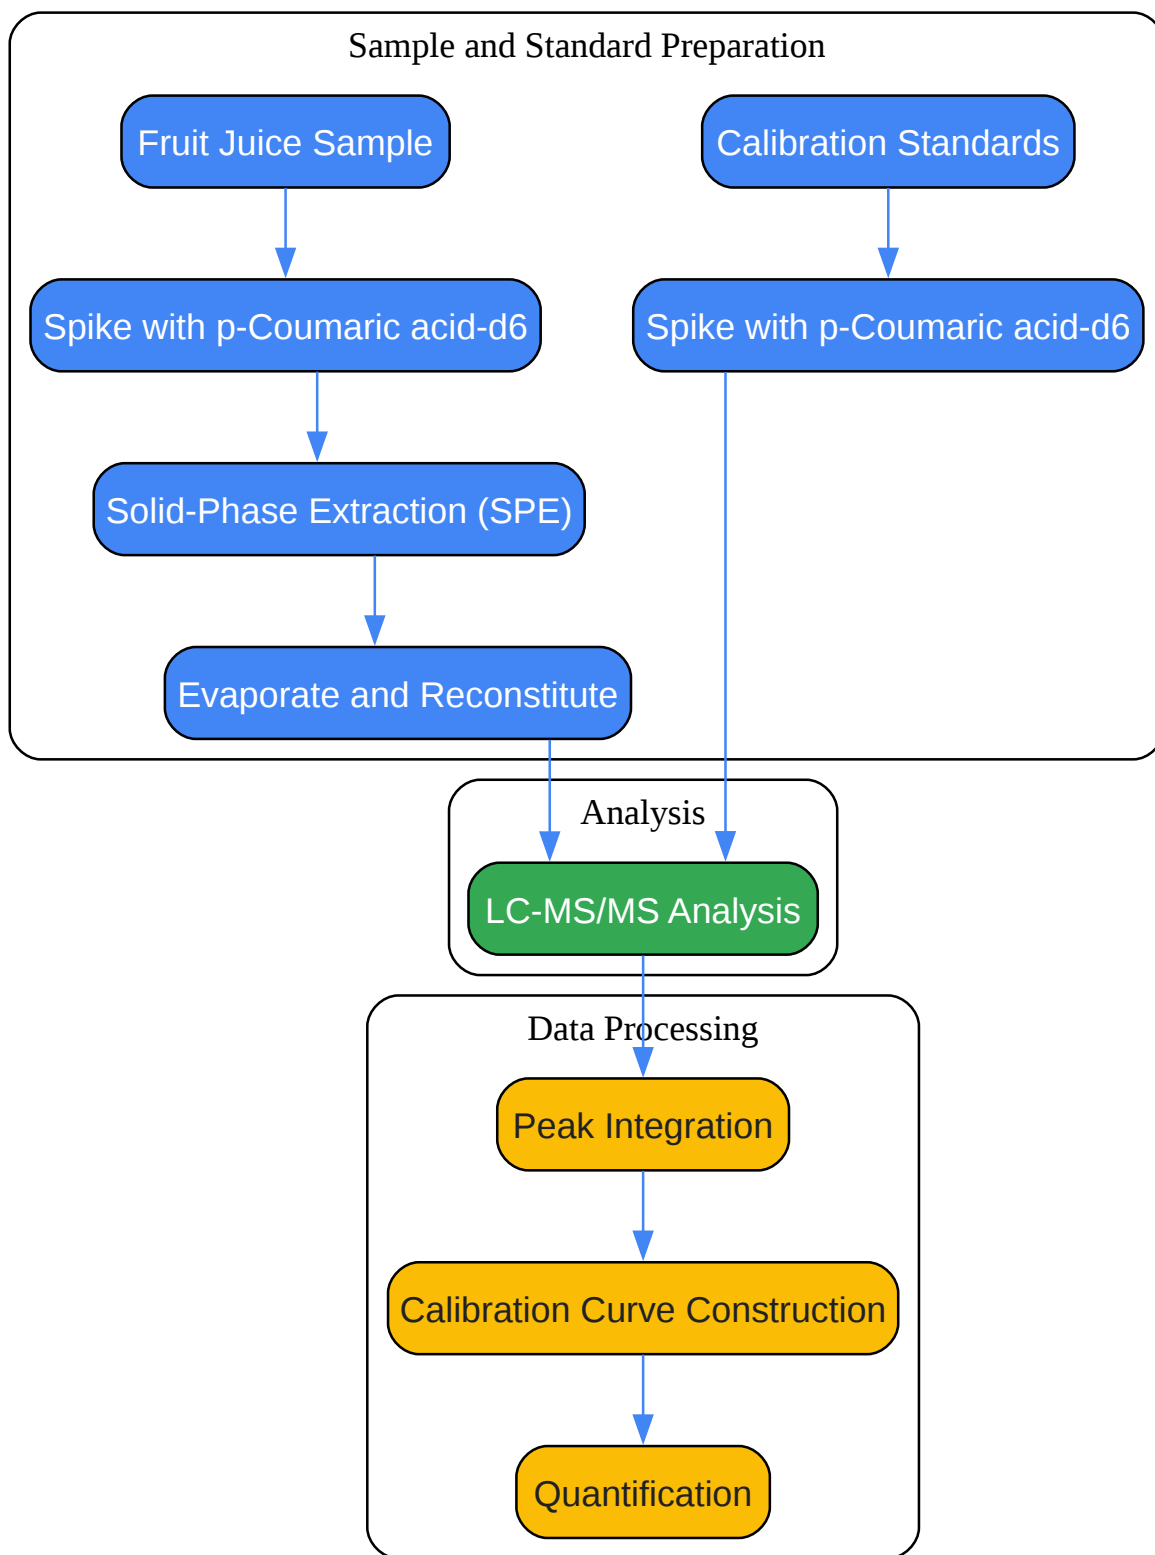 Sample and Standard Preparation
Fruit Juice Sample
Calibration Standards
Spike with p-Coumaric acid-d6
Spike with p-Coumaric acid-d6
Solid-Phase Extraction (SPE)
Evaporate and Reconstitute
Analysis
LC-MS/MS Analysis
Data Processing
Peak Integration
Calibration Curve Construction
Quantification